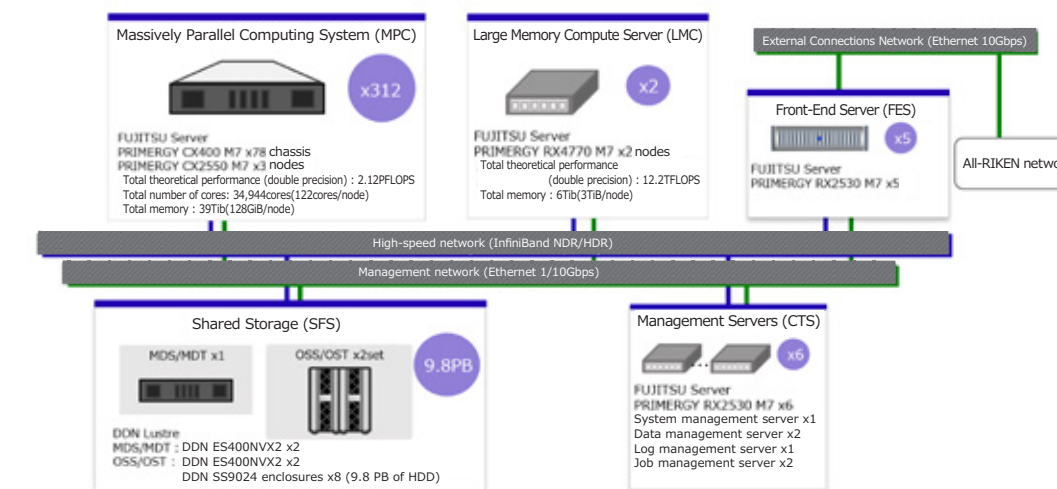 Massively Parallel Computing System (MPC)
x312
FUJITSU Server
PRIMERGY CX400 M7 x78 chassis
PRIMERGY CX2550 M7 x3 nodes
Total theoretical performance (double precision) : 2.12PFLOPS
Total number of cores: 34,944cores(122cores/node)
Total memory : 39Tib(128GiB/node)
Large Memory Compute Server (LMC)
x2
FUJITSU Server
PRIMERGY RX4770 M7 x2 nodes
Total theoretical performance
(double precision) : 12.2TFLOPS
Total memory : 6Tib(3TiB/node)
External Connections Network (Ethernet 10Gbps)
Front-End Server (FES)
x5
FUJITSU Server
PRIMERGY RX2530 M7 x5
All-RIKEN netwo
High-speed network (InfiniBand NDR/HDR)
Management network (Ethernet 1/10Gbps)
Shared Storage (SFS)
MDS/MDT x1
OSS/OST x2set
9.8PB
DDN Lustre
MDS/MDT : DDN ES400NVX2 x2
OSS/OST : DDN ES400NVX2 x2
DDN SS9024 enclosures x8 (9.8 PB of HDD)
Management Servers (CTS)
...
x6
FUJITSU Server
PRIMERGY RX2530 M7 x6
System management server x1
Data management server x2
Log management server x1
Job management server x2